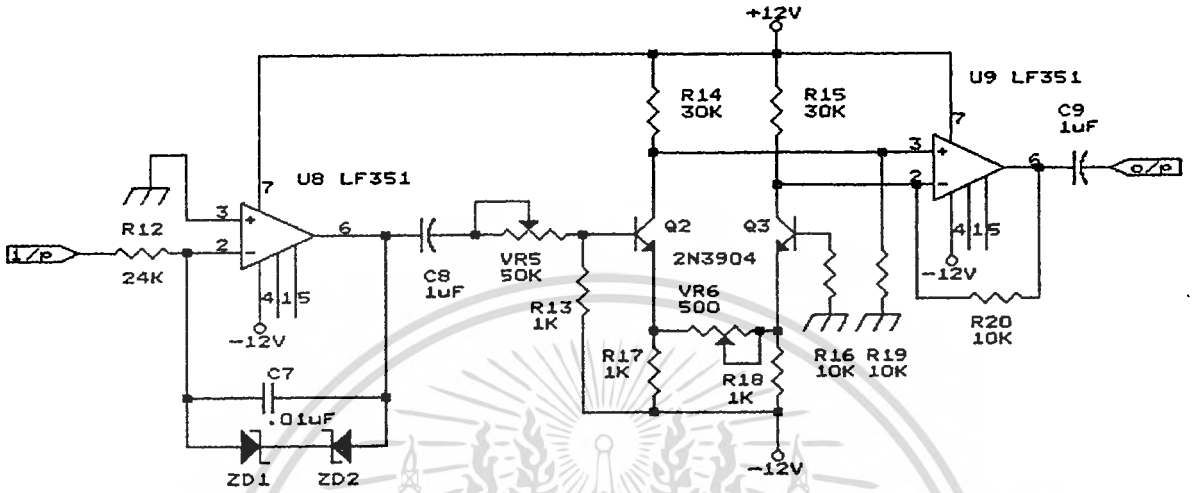 +12V
U9 LF351
R14
30K
R15
30K
C9
1uF
7
3
+
6
o/p
2
-
4
1
5
-12V
R20
10K
U8 LF351
7
R12
i/p
24K
3
+
6
2
-
4
1
5
-12V
C8
1uF
VR5
50K
R13
1K
Q2
Q3
2N3904
VR6
500
R17
1K
R18
1K
R16
10K
R19
10K
C7
.01uF
ZD1
ZD2
-12V